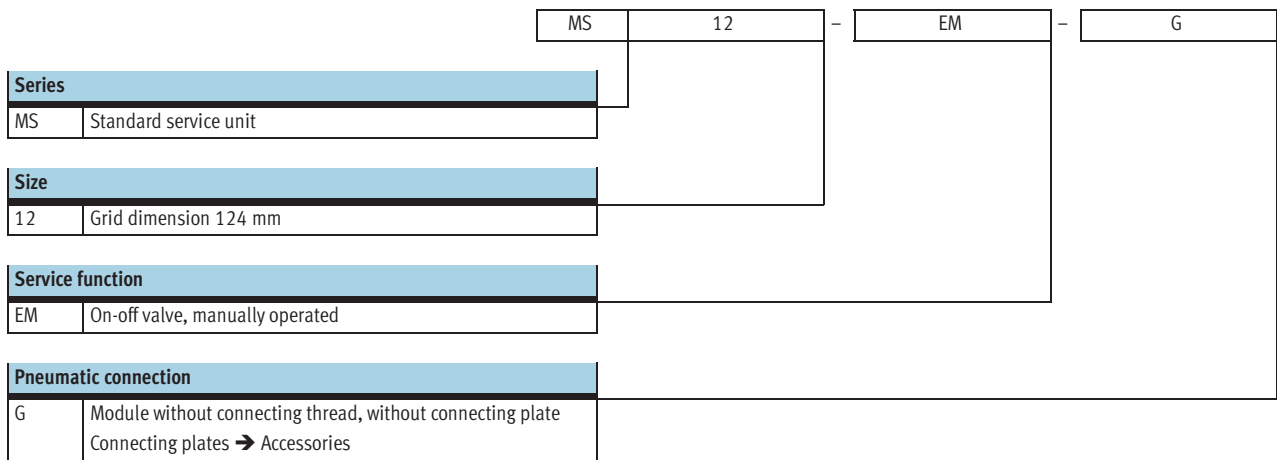 MS 12 – EM – G
Series
MS Standard service unit
Size
12 Grid dimension 124 mm
Service function
EM On-off valve, manually operated
Pneumatic connection
G Module without connecting thread, without connecting plate
Connecting plates ➔ Accessories